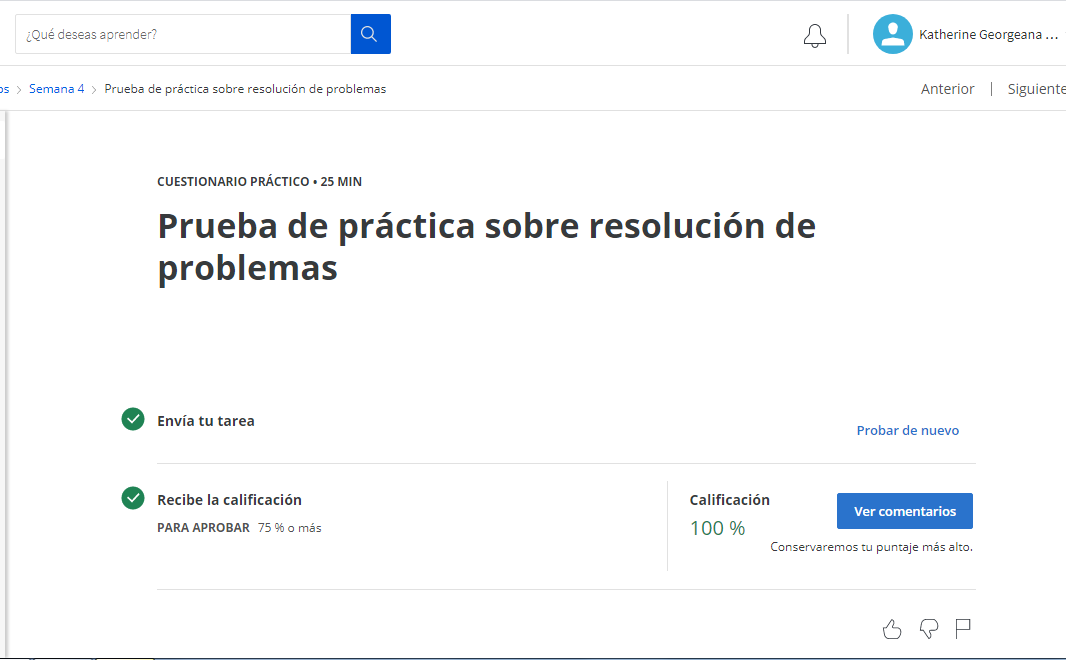 ¿Qué deseas aprender?
Katherine Georgeana ...
os > Semana 4 > Prueba de práctica sobre resolución de problemas
Anterior | Siguiente
CUESTIONARIO PRÁCTICO • 25 MIN
Prueba de práctica sobre resolución de
problemas
Envía tu tarea
Probar de nuevo
Recibe la calificación
PARA APROBAR 75 % o más
Calificación
100 %
Ver comentarios
Conservaremos tu puntaje más alto.